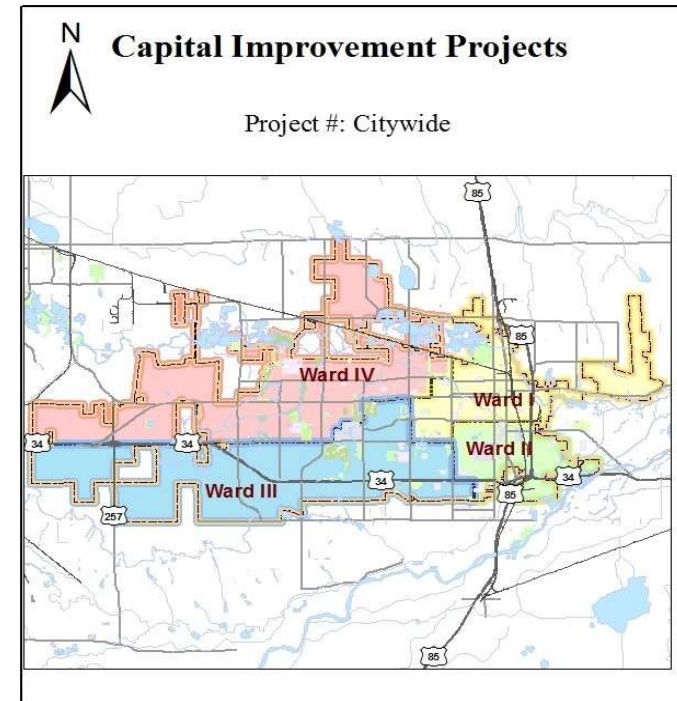 N
Capital Improvement Projects
Project #: Citywide
85
85
Ward IV
Ward I
34
34
Ward II
34
34
Ward III
85
257
85